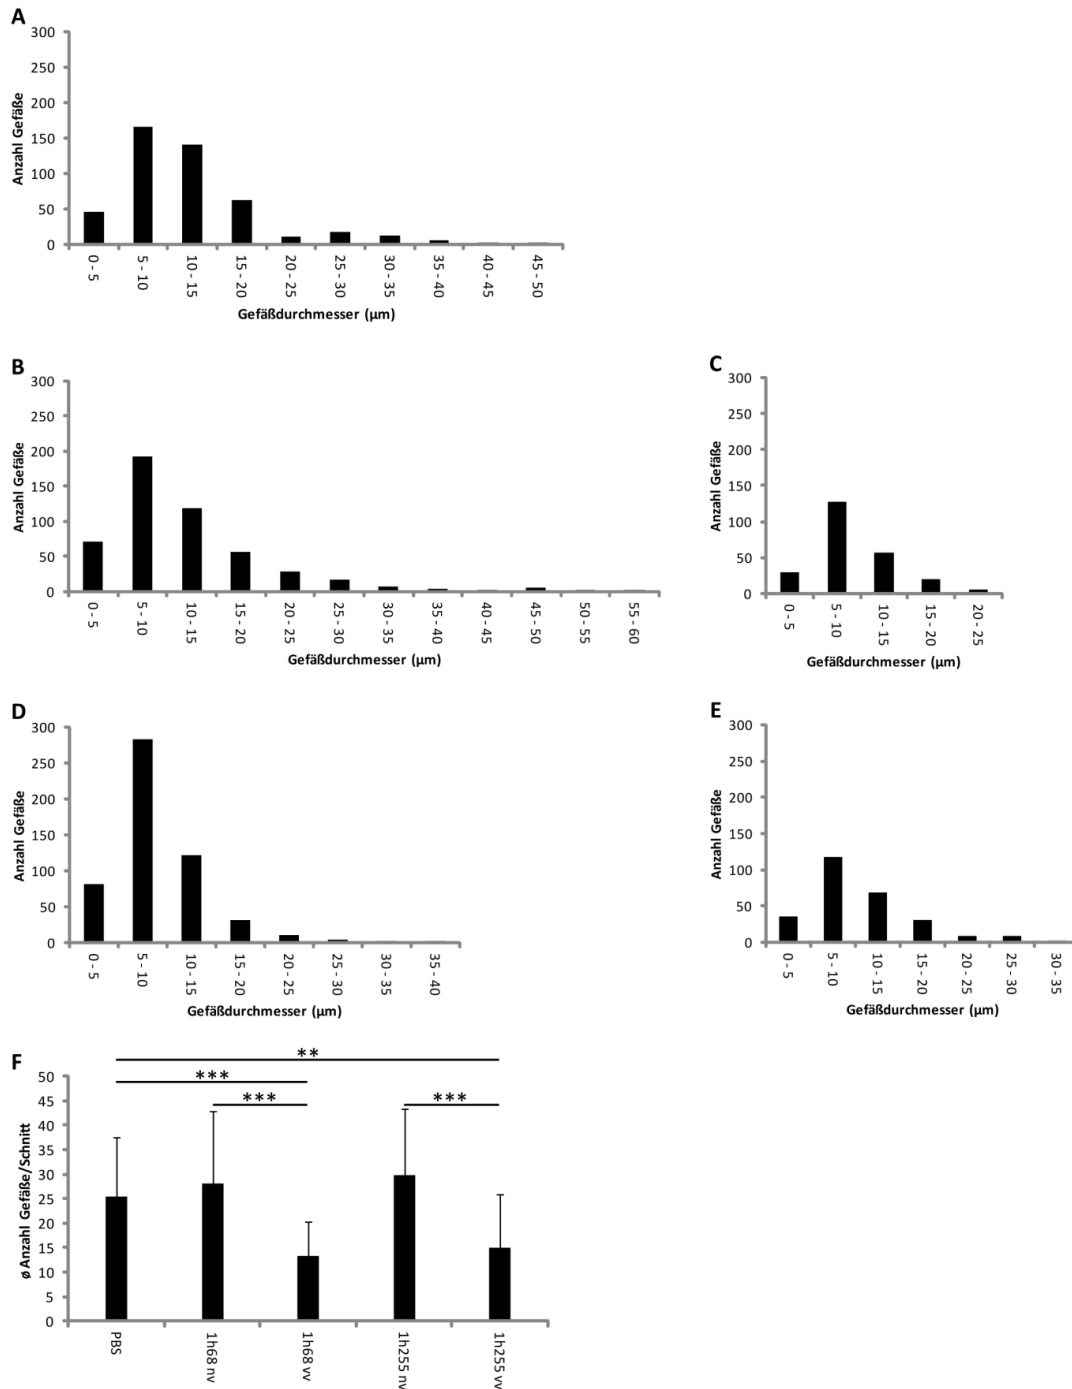 A
300
250
200
150
100
50
0
Anzahl Gefäße
0 - 5
5 - 10
10 - 15
15 - 20
20 - 25
25 - 30
30 - 35
35 - 40
40 - 45
45 - 50
Gefäßdurchmesser (µm)
B
300
250
200
150
100
50
0
Anzahl Gefäße
0 - 5
5 - 10
10 - 15
15 - 20
20 - 25
25 - 30
30 - 35
35 - 40
40 - 45
45 - 50
50 - 55
55 - 60
Gefäßdurchmesser (µm)
C
300
250
200
150
100
50
0
Anzahl Gefäße
0 - 5
5 - 10
10 - 15
15 - 20
20 - 25
Gefäßdurchmesser (µm)
D
300
250
200
150
100
50
0
Anzahl Gefäße
0 - 5
5 - 10
10 - 15
15 - 20
20 - 25
25 - 30
30 - 35
35 - 40
Gefäßdurchmesser (µm)
E
300
250
200
150
100
50
0
Anzahl Gefäße
0 - 5
5 - 10
10 - 15
15 - 20
20 - 25
25 - 30
30 - 35
Gefäßdurchmesser (µm)
F
**
***
*** ***
50
45
40
35
30
25
20
15
10
5
0
ø Anzahl Gefäße/Schnitt
PBS
1h68 nv
1h68 vv
1h255 nv
1h255 vv